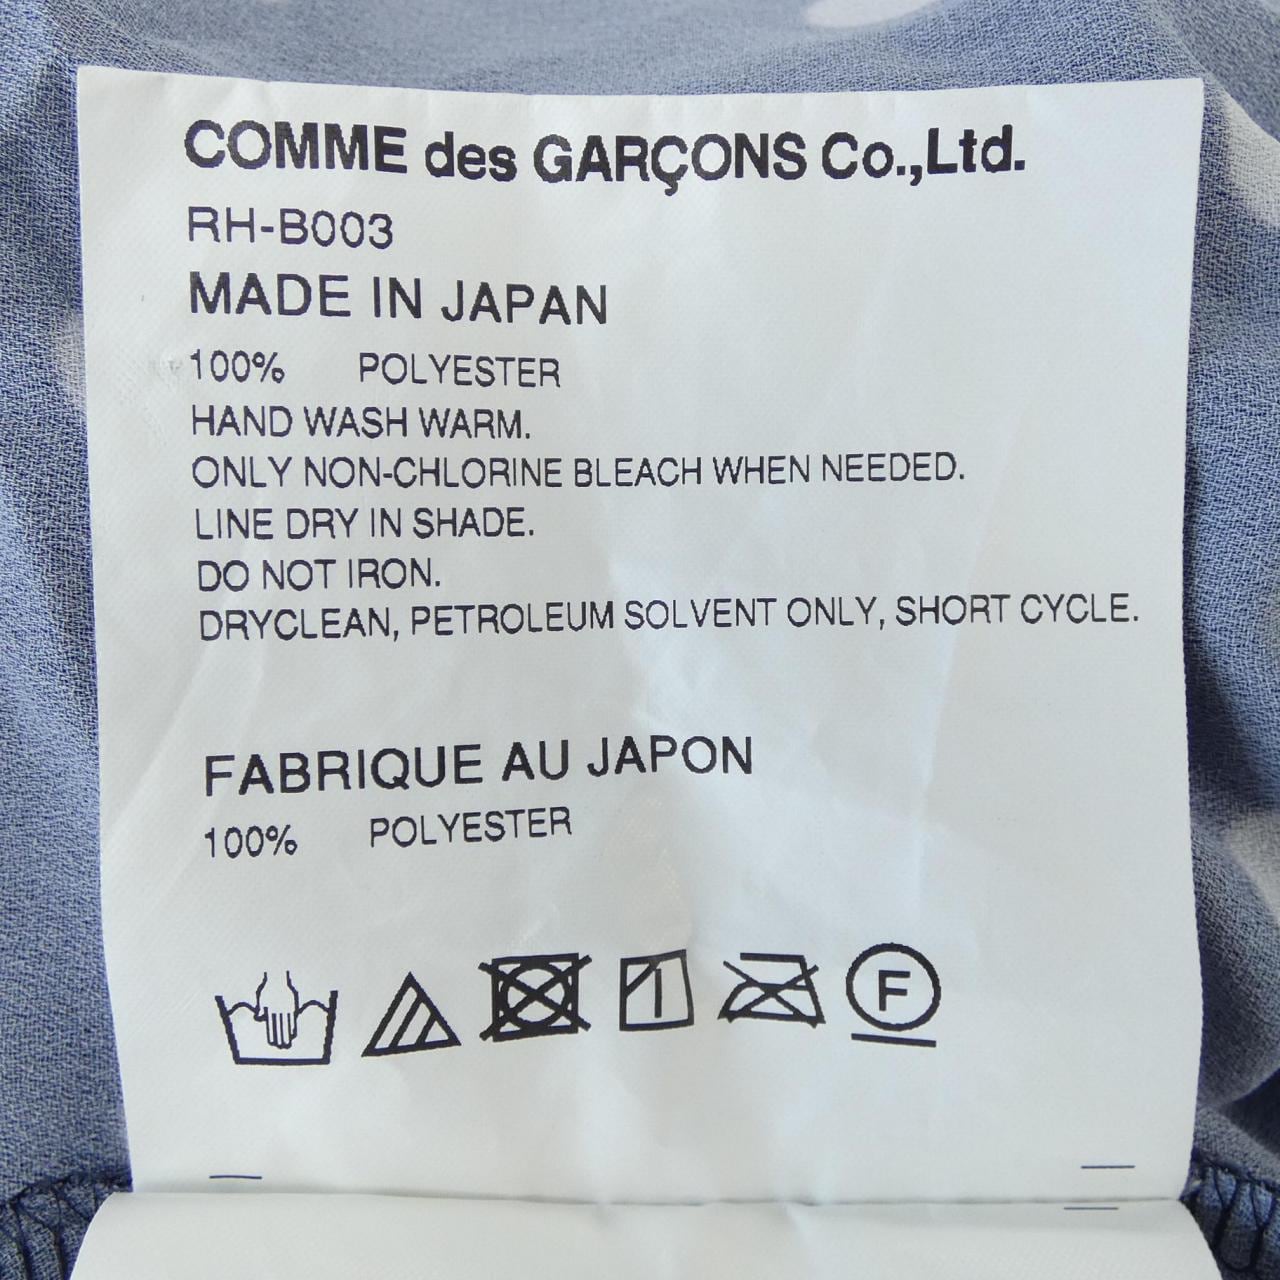 COMME des GARÇONS Co.,Ltd.
RH-B003
MADE IN JAPAN
100% POLYESTER
HAND WASH WARM.
ONLY NON-CHLORINE BLEACH WHEN NEEDED.
LINE DRY IN SHADE.
DO NOT IRON.
DRYCLEAN, PETROLEUM SOLVENT ONLY, SHORT CYCLE.
FABRIQUE AU JAPON
100% POLYESTER
F